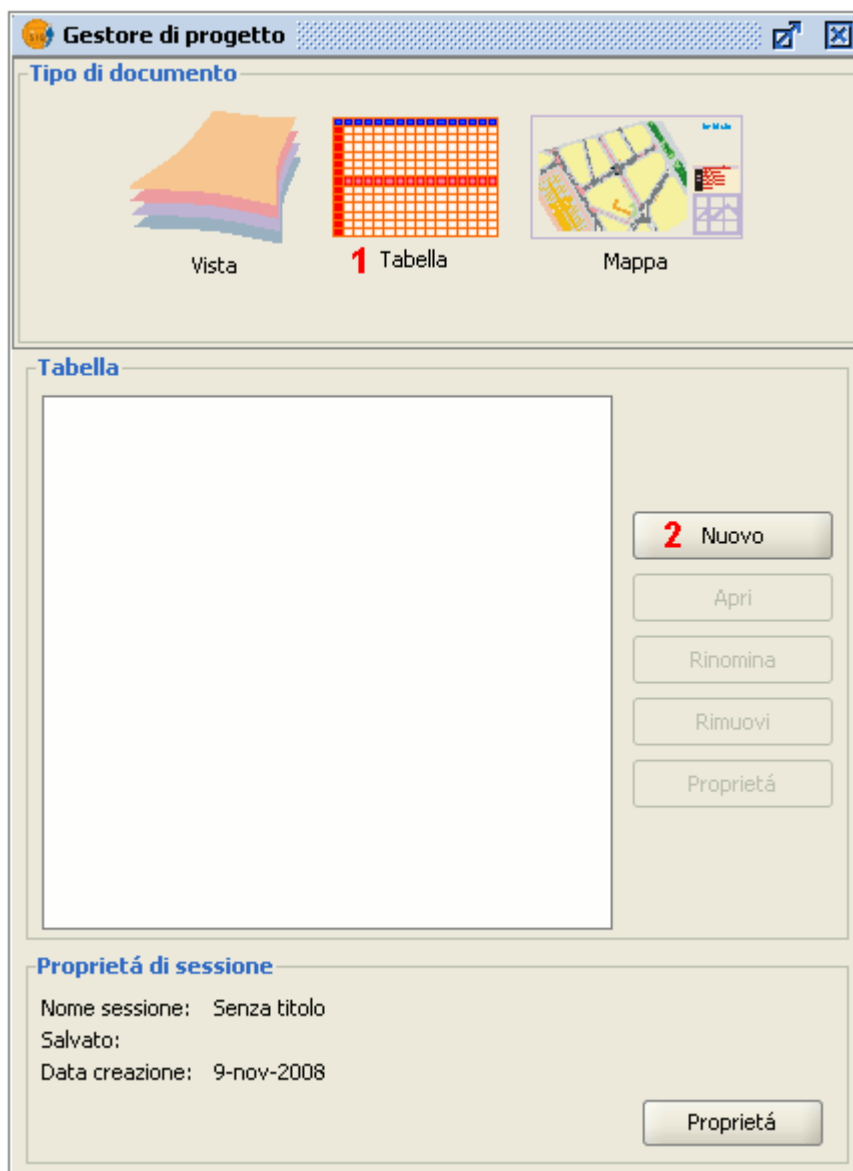 Gestore di progetto
Tipo di documento
Vista
1 Tabella
Mappa
Tabella
2 Nuovo
Apri
Rinomina
Rimuovi
Proprietá
Proprietá di sessione
Nome sessione: Senza titolo
Salvato:
Data creazione: 9-nov-2008
Proprietá